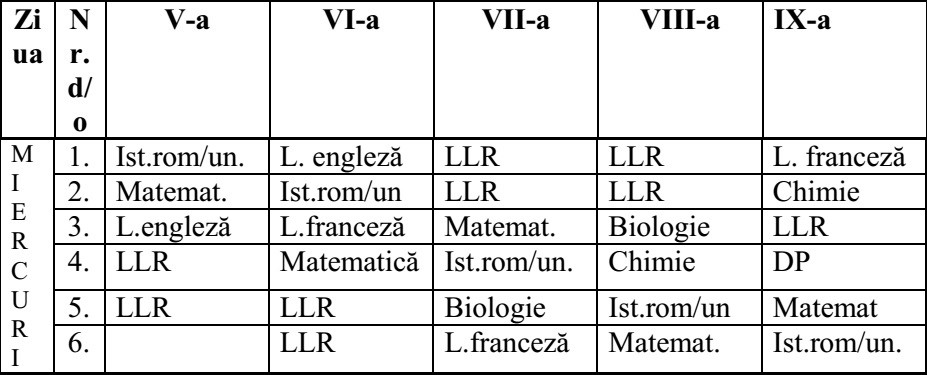 Zi ua | N r. d/ o | V-a | VI-a | VII-a | VIII-a | IX-a
MIERCURI | 1. | Ist.rom/un. | L. engleză | LLR | LLR | L. franceză
2. | Matemat. | Ist.rom/un | LLR | LLR | Chimie
3. | L.engleză | L.franceză | Matemat. | Biologie | LLR
4. | LLR | Matematică | Ist.rom/un. | Chimie | DP
5. | LLR | LLR | Biologie | Ist.rom/un | Matemat
6. | | LLR | L.franceză | Matemat. | Ist.rom/un.